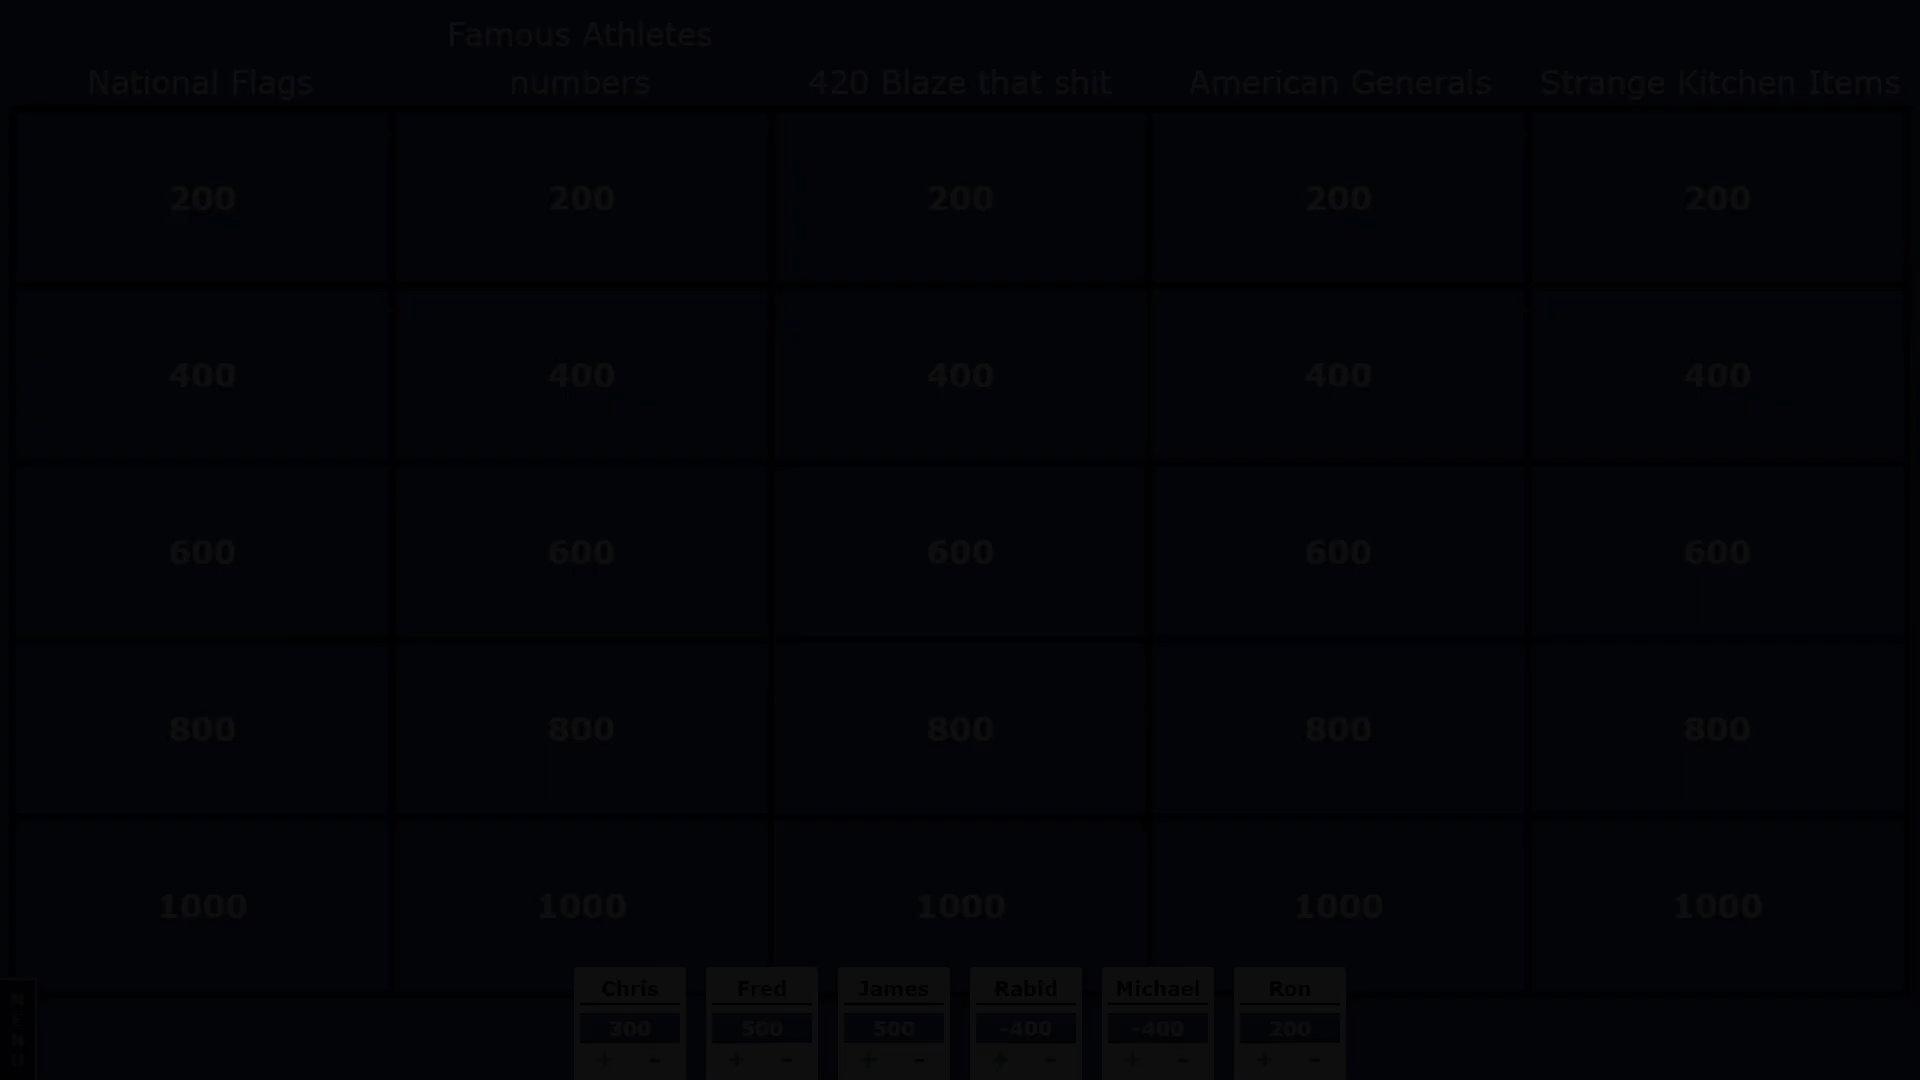 Famous Athletes
National Flags numbers 420 Blaze that shit American Generals Strange Kitchen Items
200 200 200 200 200
400 400 400 400 400
600 600 600 600 600
800 800 800 800 800
1000 1000 1000 1000 1000
Chris Fred James Rabid Michael Ron
300 500 500 -400 -400 200
+ - + - + - + - + - + -
MENU